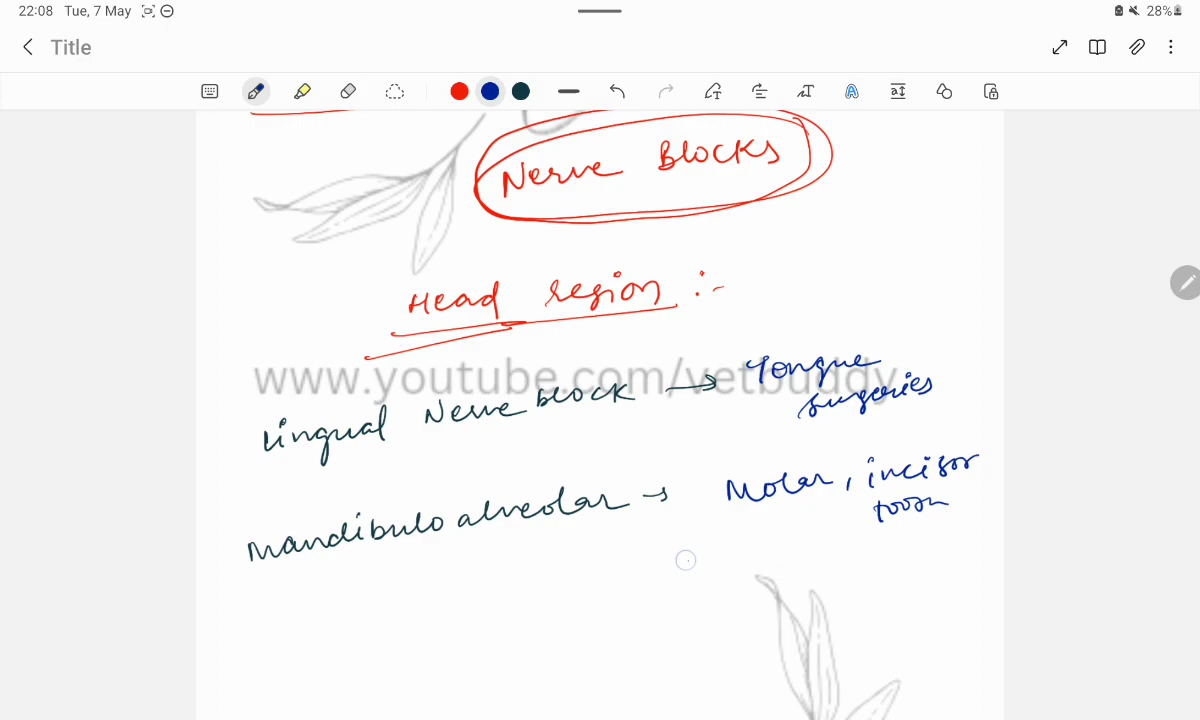 22:08 Tue, 7 May 28%
Title
Nerve Blocks
Head region :-
www.youtube.com/vetbuddy
Lingual Nerve block → Tongue
surgeries
Mandibulo alveolar → Molar, incisor